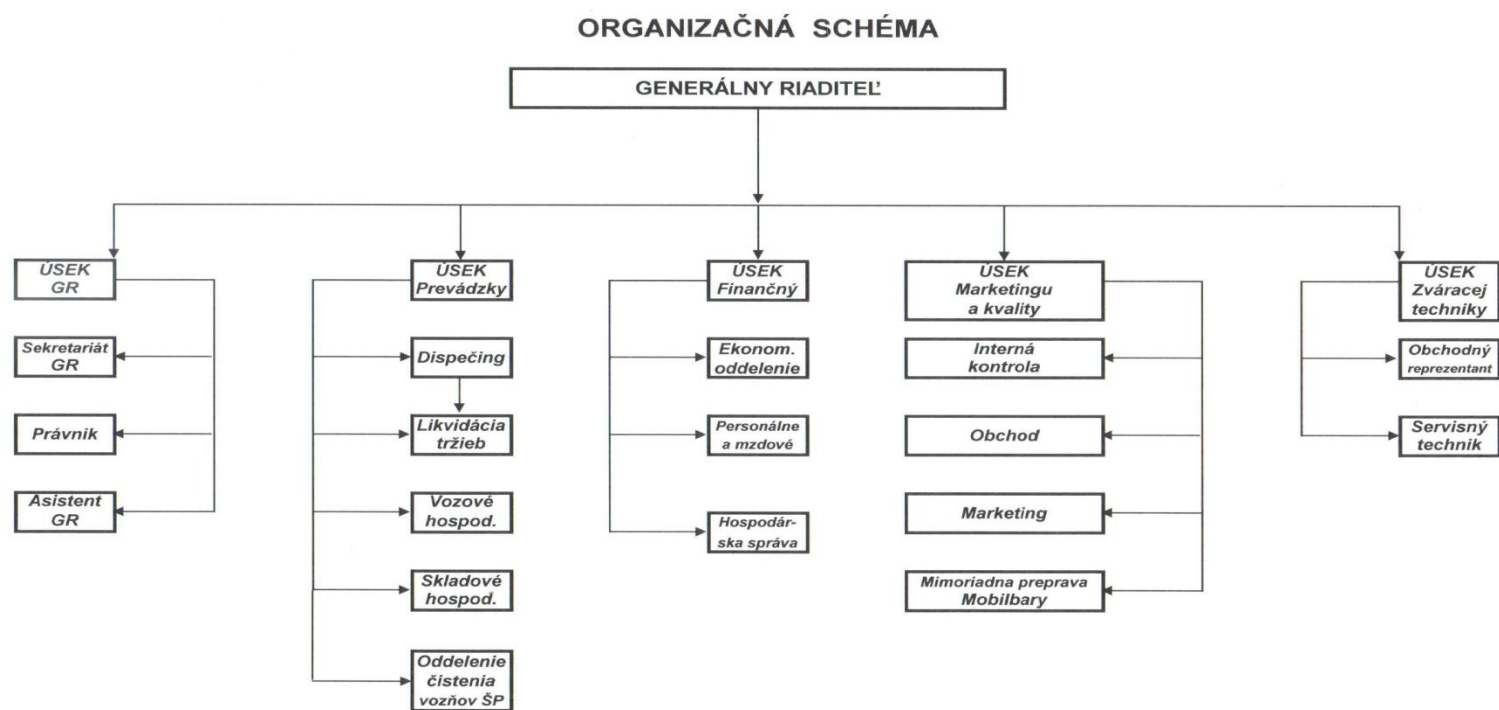 ORGANIZAČNÁ SCHÉMA
GENERÁLNY RIADITEĽ
ÚSEK
GR
Sekretariát
GR
Právnik
Asistent
GR
ÚSEK
Prevádzky
Dispečing
Likvidácia
tržieb
Vozové
hospod.
Skladové
hospod.
Oddelenie
čistenia
vozňov ŠP
ÚSEK
Finančný
Ekonom.
oddelenie
Personálne
a mzdové
Hospodár-
ska správa
ÚSEK
Marketingu
a kvality
Interná
kontrola
Obchod
Marketing
Mimoriadna preprava
Mobilbary
ÚSEK
Zváracej
techniky
Obchodný
reprezentant
Servisný
technik